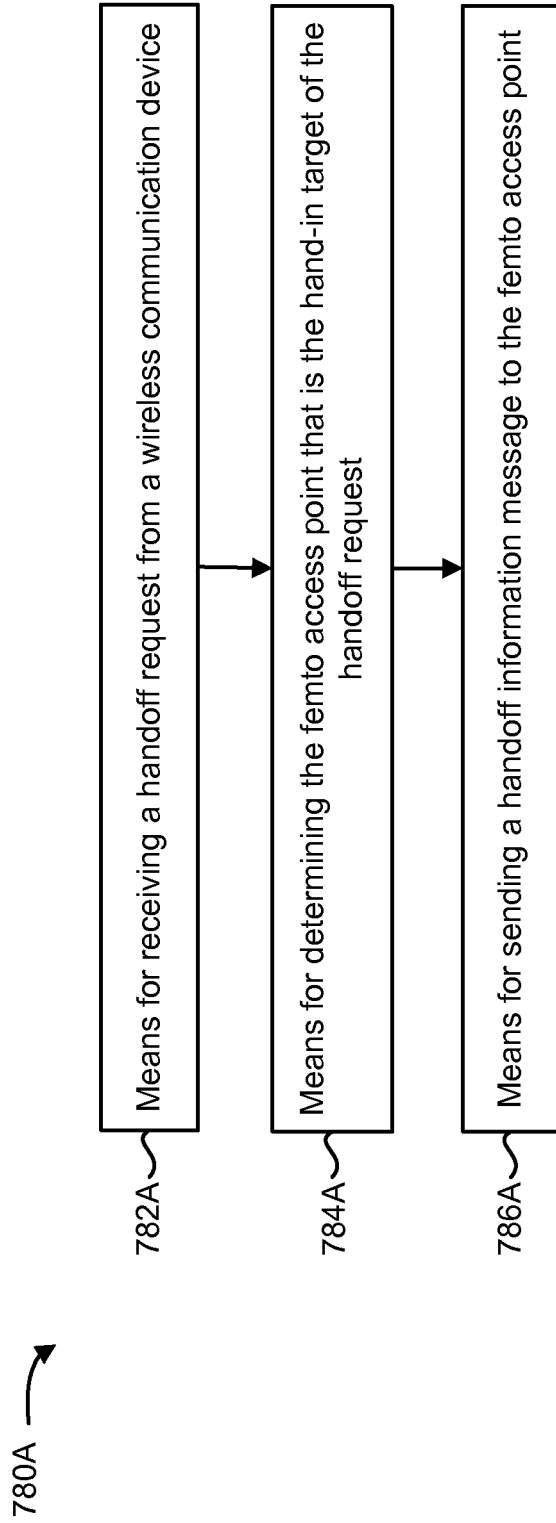 780A
782A
Means for receiving a handoff request from a wireless communication device
784A
Means for determining the femto access point that is the hand-in target of the
handoff request
786A
Means for sending a handoff information message to the femto access point